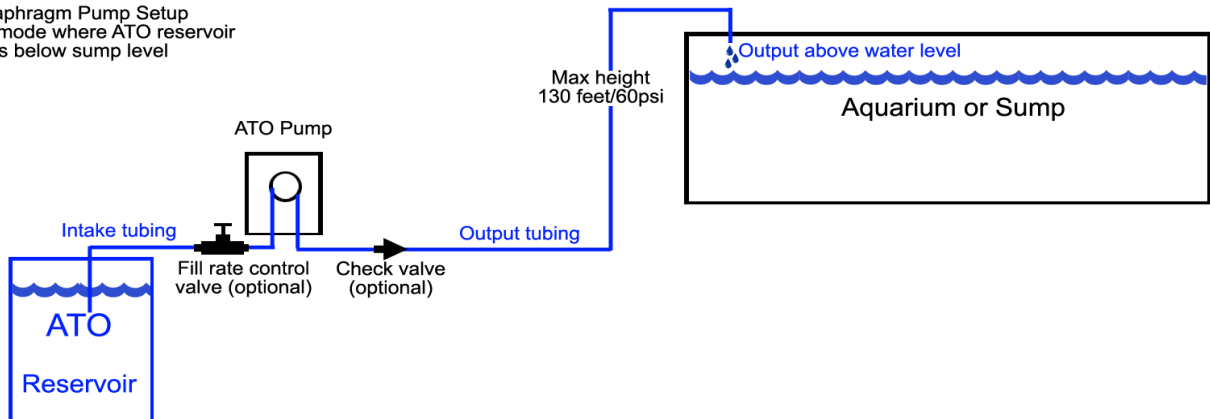 aphragm Pump Setup
mode where ATO reservoir
s below sump level
Max height
130 feet/60psi
Output above water level
Aquarium or Sump
ATO Pump
Intake tubing
Fill rate control
valve (optional)
Check valve
(optional)
Output tubing
ATO
Reservoir